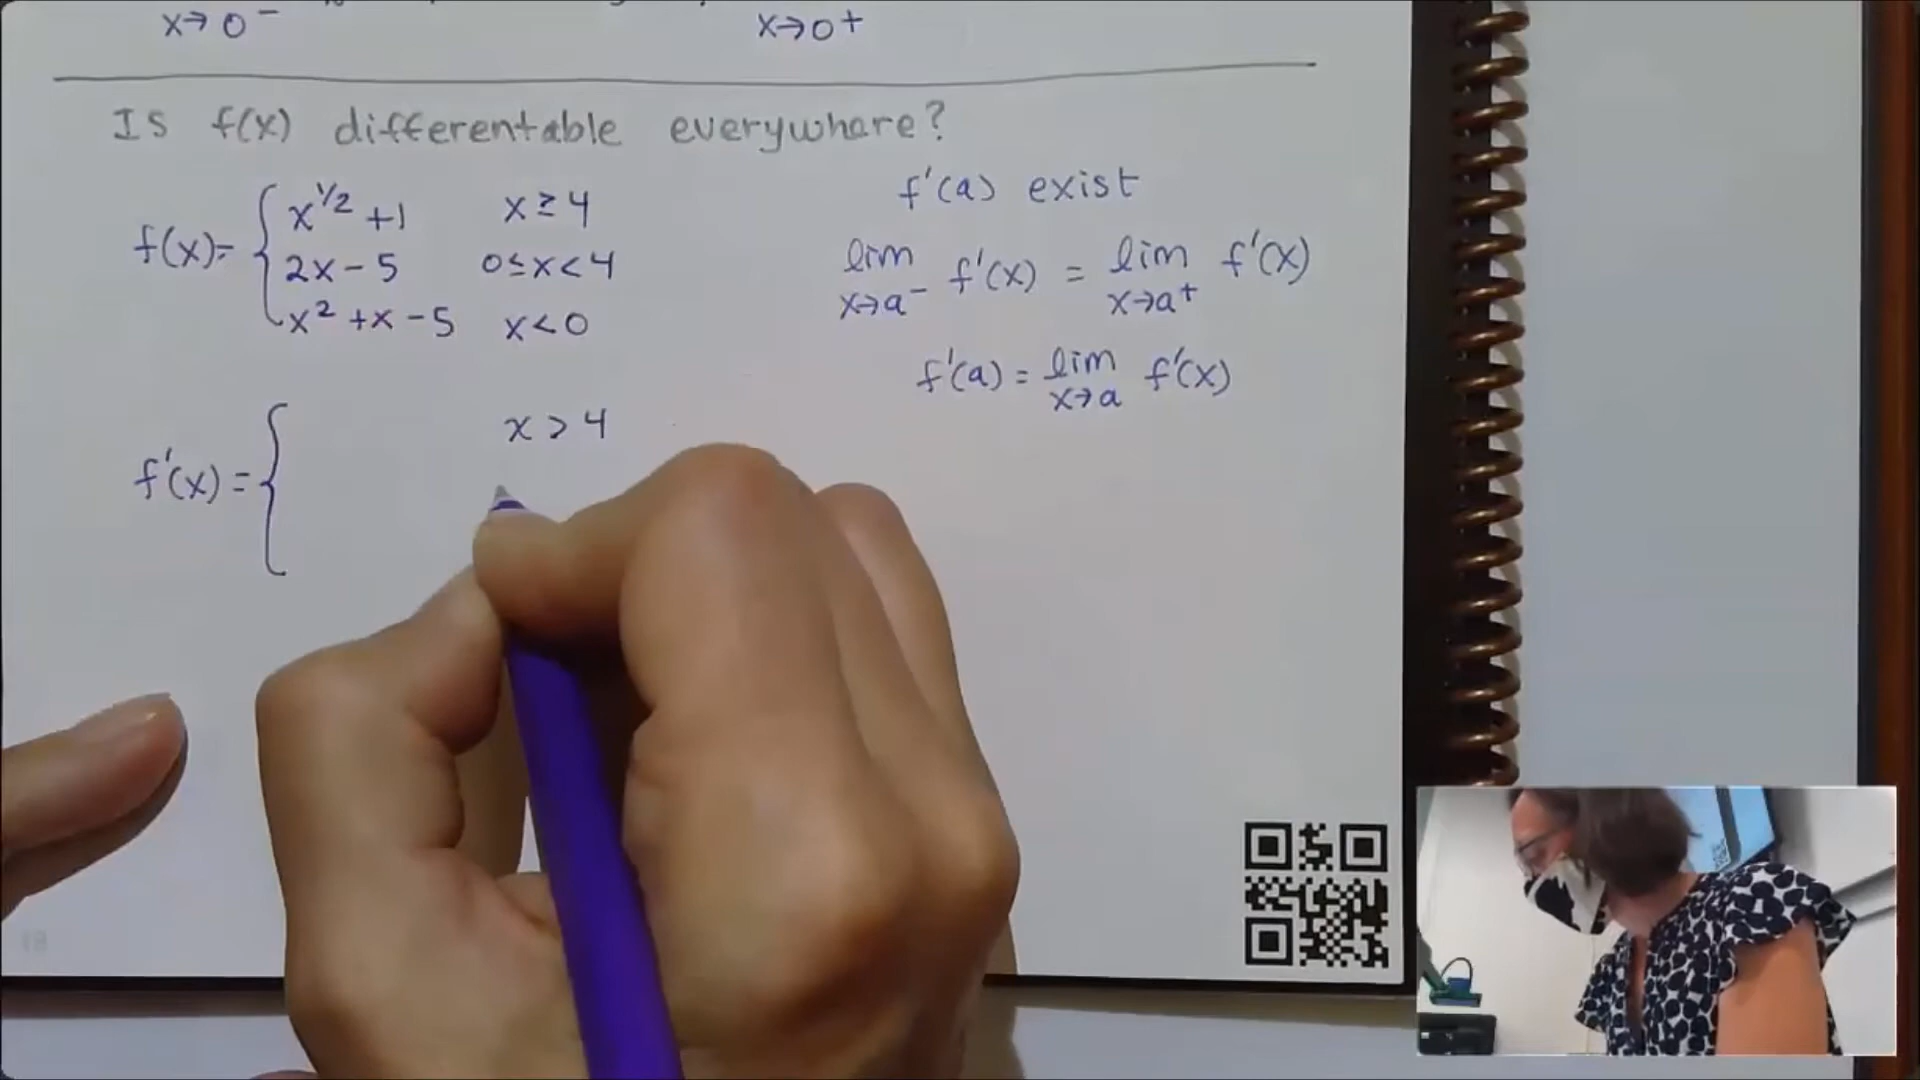 x→0⁻ x→0⁺
Is f(x) differentable everywhere?
f(x)= { x^1/2 +1 x ≥ 4
2x - 5 0 ≤ x < 4
x² + x - 5 x < 0
f'(a) exist
lim x→a⁻ f'(x) = lim x→a⁺ f'(x)
f'(a) = lim x→a f'(x)
f'(x) = { x > 4